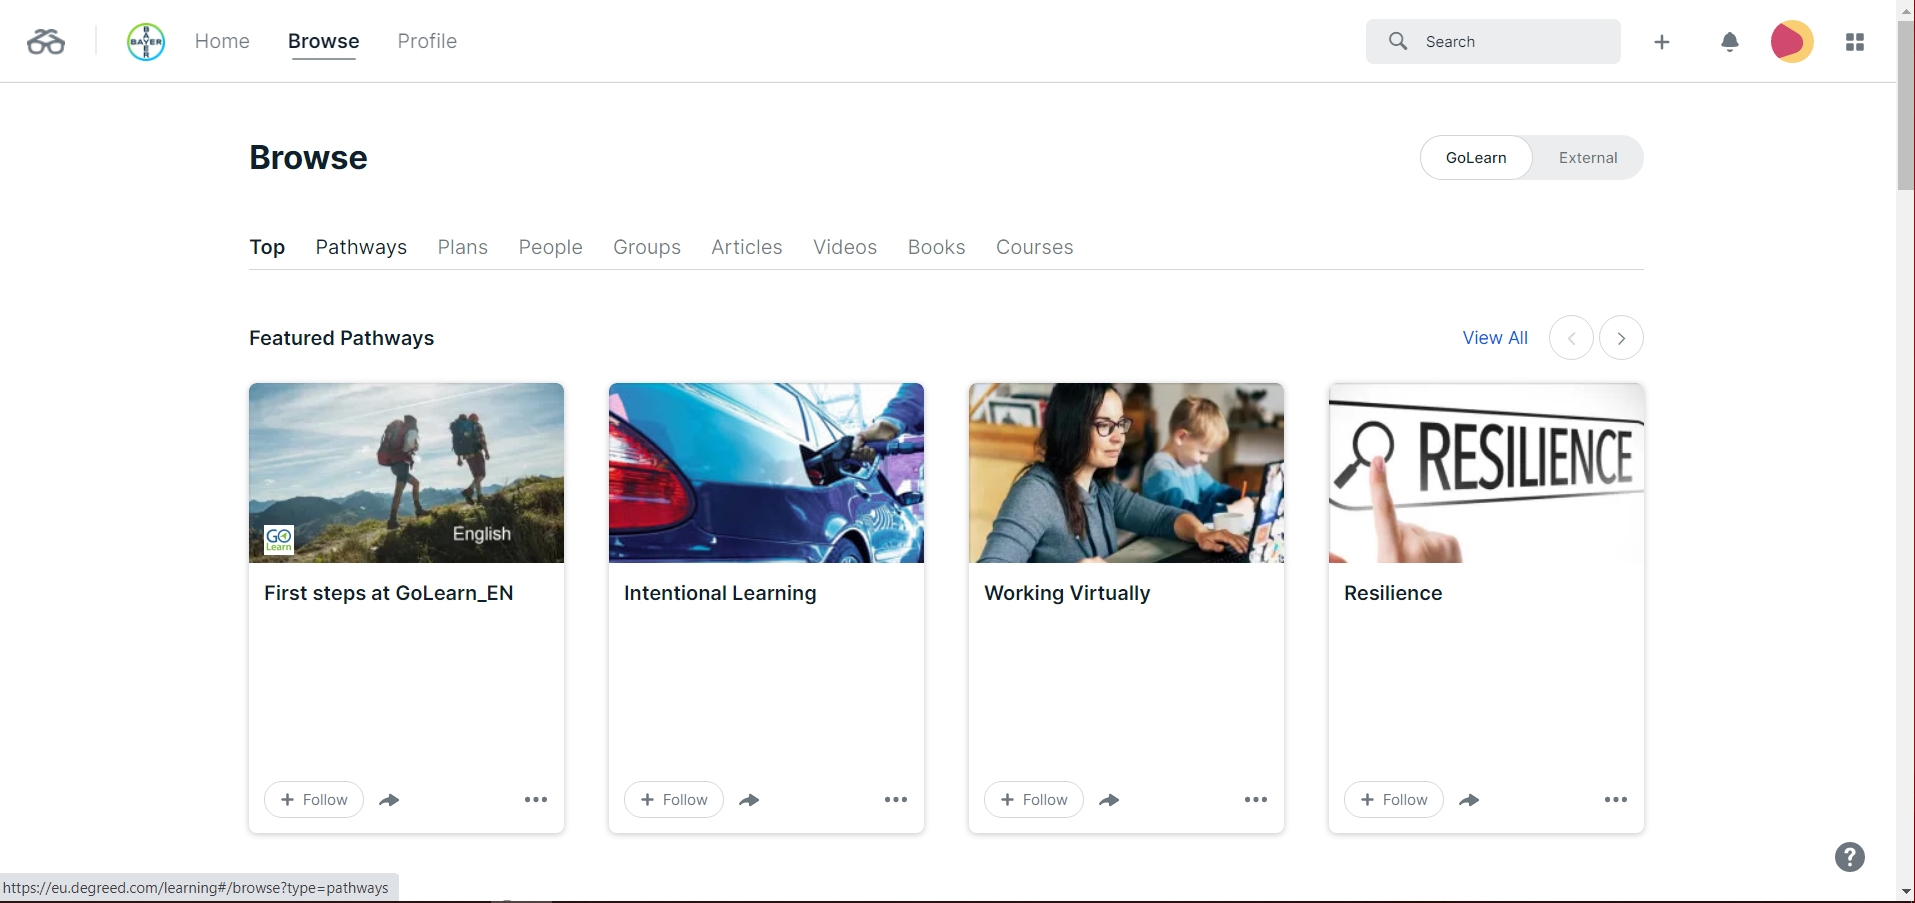 BAYER
BAYER
Home
Browse
Profile
Search
Browse
GoLearn
External
Top
Pathways
Plans
People
Groups
Articles
Videos
Books
Courses
Featured Pathways
View All
GO
Learn
English
RESILIENCE
First steps at GoLearn_EN
Intentional Learning
Working Virtually
Resilience
+ Follow
+ Follow
+ Follow
+ Follow
?
https://eu.degreed.com/learning#/browse?type=pathways